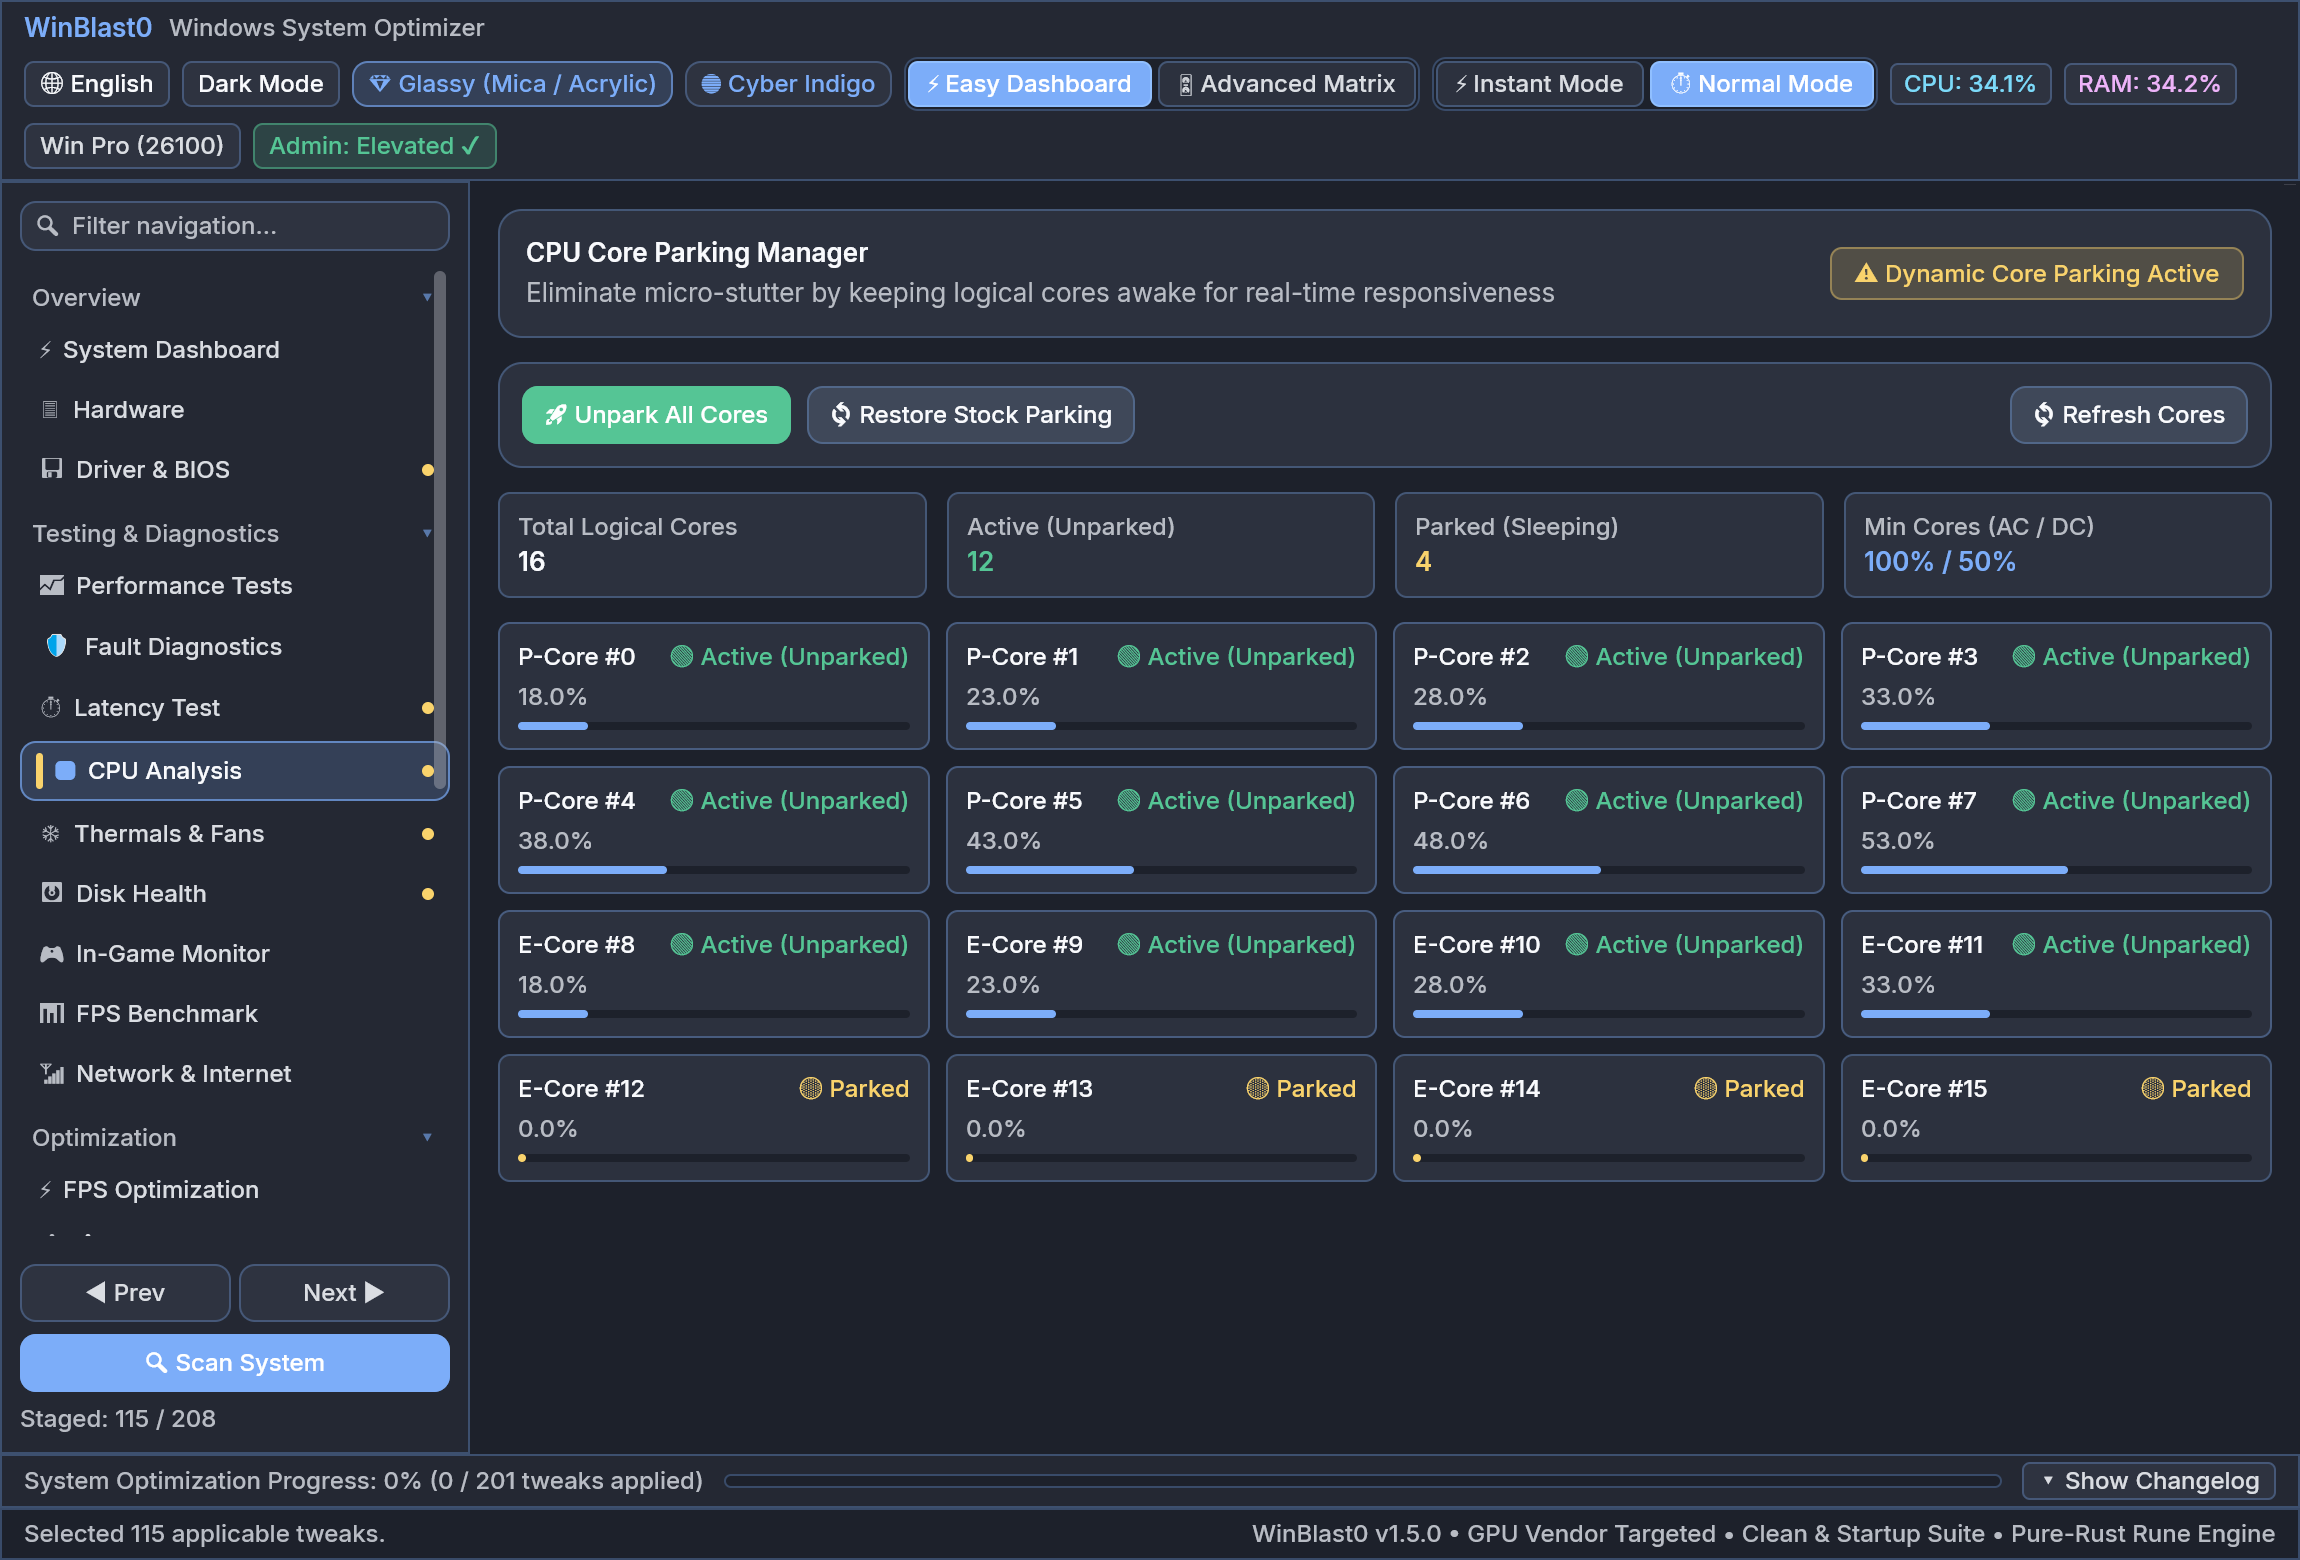 WinBlast0 Windows System Optimizer
English Dark Mode Glassy (Mica / Acrylic) Cyber Indigo ⚡Easy Dashboard Advanced Matrix ⚡Instant Mode ⏱ Normal Mode CPU: 34.1% RAM: 34.2%
Win Pro (26100) Admin: Elevated ✓
Filter navigation...
Overview
System Dashboard
Hardware
Driver & BIOS
Testing & Diagnostics
Performance Tests
Fault Diagnostics
Latency Test
CPU Analysis
Thermals & Fans
Disk Health
In-Game Monitor
FPS Benchmark
Network & Internet
Optimization
FPS Optimization
◀ Prev Next ▶
Scan System
Staged: 115 / 208
CPU Core Parking Manager
Eliminate micro-stutter by keeping logical cores awake for real-time responsiveness
⚠ Dynamic Core Parking Active
Unpark All Cores Restore Stock Parking Refresh Cores
Total Logical Cores
16
Active (Unparked)
12
Parked (Sleeping)
4
Min Cores (AC / DC)
100% / 50%
P-Core #0 Active (Unparked)
18.0%
P-Core #1 Active (Unparked)
23.0%
P-Core #2 Active (Unparked)
28.0%
P-Core #3 Active (Unparked)
33.0%
P-Core #4 Active (Unparked)
38.0%
P-Core #5 Active (Unparked)
43.0%
P-Core #6 Active (Unparked)
48.0%
P-Core #7 Active (Unparked)
53.0%
E-Core #8 Active (Unparked)
18.0%
E-Core #9 Active (Unparked)
23.0%
E-Core #10 Active (Unparked)
28.0%
E-Core #11 Active (Unparked)
33.0%
E-Core #12 Parked
0.0%
E-Core #13 Parked
0.0%
E-Core #14 Parked
0.0%
E-Core #15 Parked
0.0%
System Optimization Progress: 0% (0 / 201 tweaks applied)
▾ Show Changelog
Selected 115 applicable tweaks.
WinBlast0 v1.5.0 • GPU Vendor Targeted • Clean & Startup Suite • Pure-Rust Rune Engine